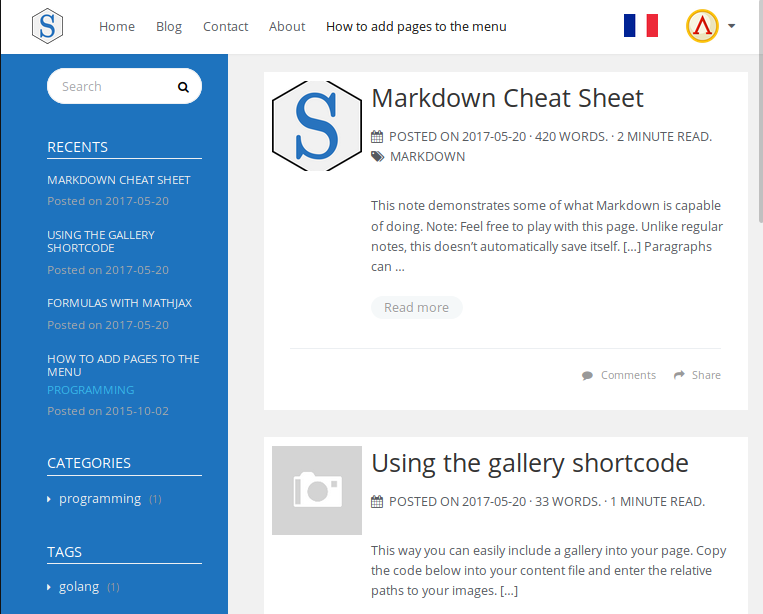 S
Home Blog Contact About How to add pages to the menu
Search
RECENTS
MARKDOWN CHEAT SHEET
Posted on 2017-05-20
USING THE GALLERY
SHORTCODE
Posted on 2017-05-20
FORMULAS WITH MATHJAX
Posted on 2017-05-20
HOW TO ADD PAGES TO THE
MENU
PROGRAMMING
Posted on 2015-10-02
CATEGORIES
programming (1)
TAGS
golang (1)
S
Markdown Cheat Sheet
POSTED ON 2017-05-20 · 420 WORDS. · 2 MINUTE READ.
MARKDOWN
This note demonstrates some of what Markdown is capable
of doing. Note: Feel free to play with this page. Unlike regular
notes, this doesn’t automatically save itself. [...] Paragraphs
can ...
Read more
Comments Share
Using the gallery shortcode
POSTED ON 2017-05-20 · 33 WORDS. · 1 MINUTE READ.
This way you can easily include a gallery into your page. Copy
the code below into your content file and enter the relative
paths to your images. [...]